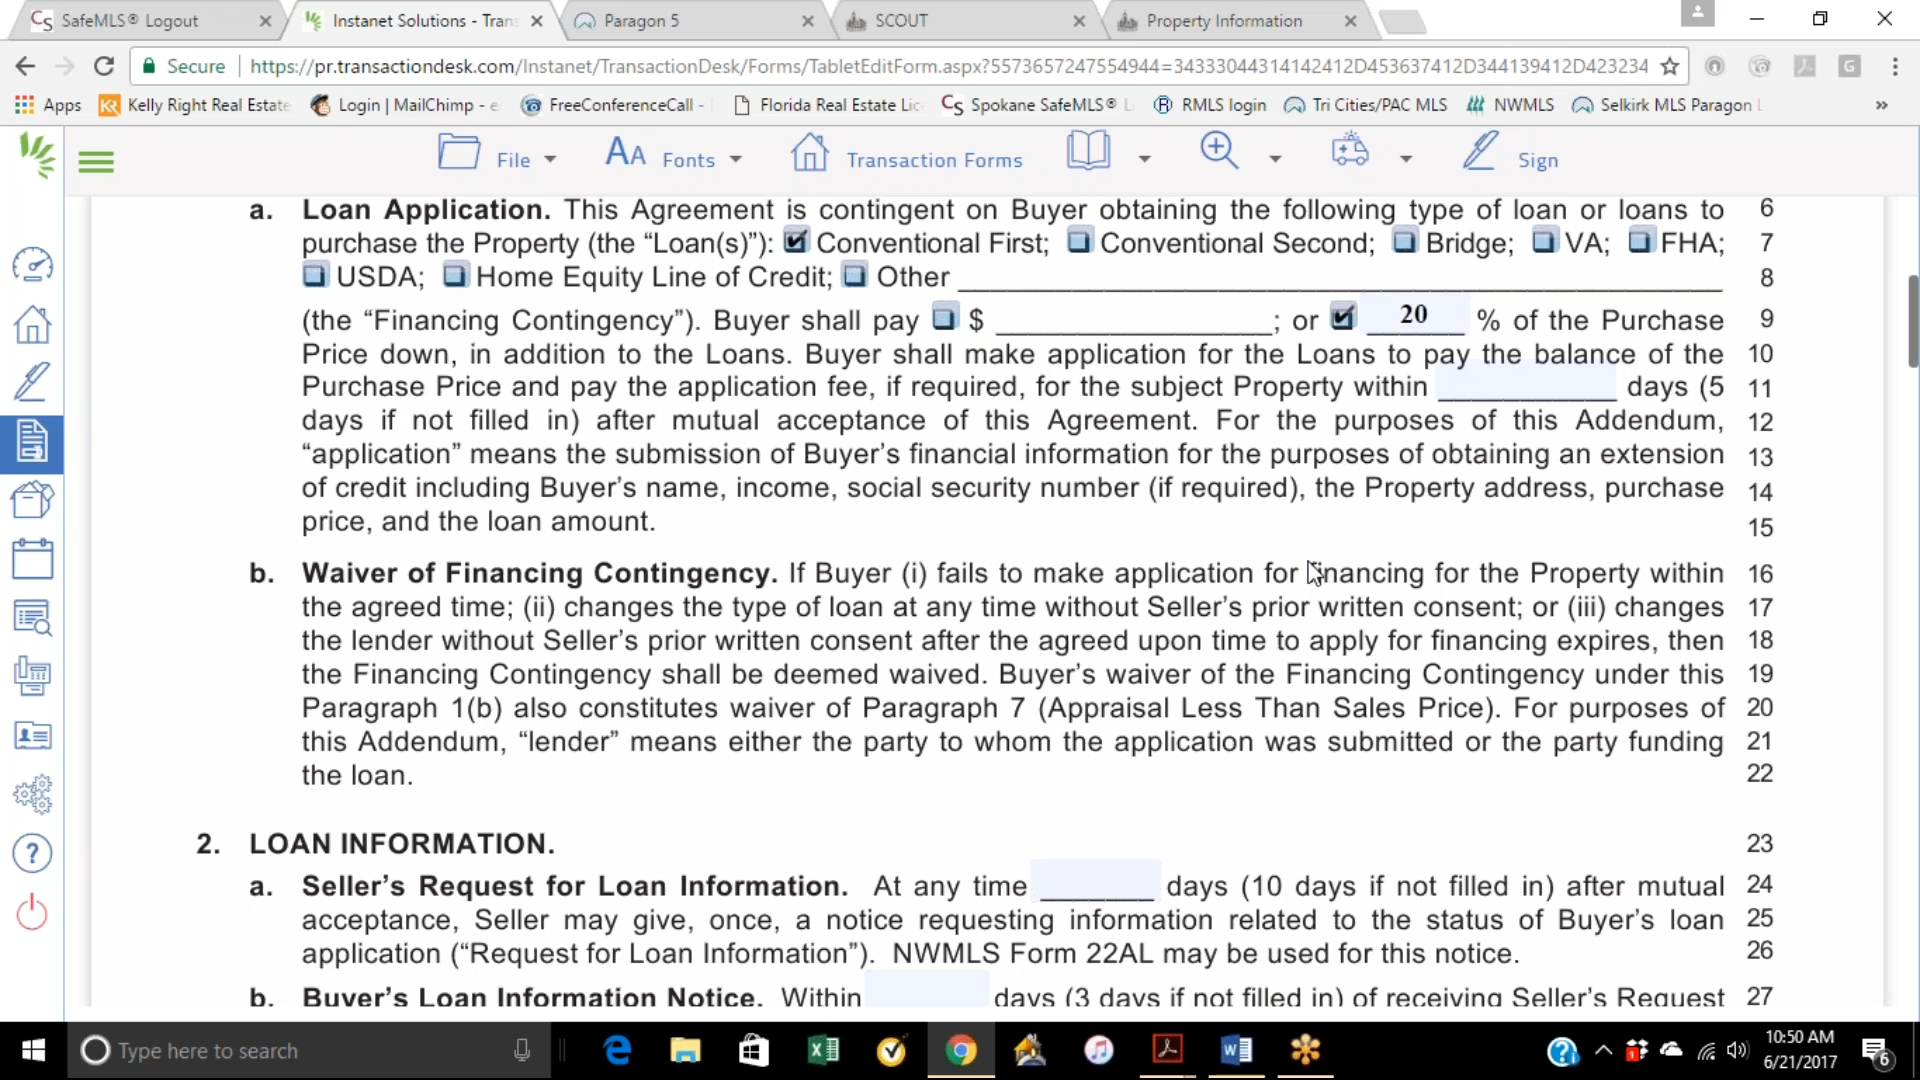 SafeMLS® Logout
Instanet Solutions - Tran
Paragon 5
SCOUT
Property Information
Secure
https://pr.transactiondesk.com/Instanet/TransactionDesk/Forms/TabletEditForm.aspx?5573657247554944=34333044314142412D453637412D344139412D423234
Apps
Kelly Right Real Estate
Login | MailChimp - e
FreeConferenceCall -
Florida Real Estate Lic
Spokane SafeMLS®
RMLS login
Tri Cities/PAC MLS
NWMLS
Selkirk MLS Paragon
File
Fonts
Transaction Forms
Sign
a. Loan Application. This Agreement is contingent on Buyer obtaining the following type of loan or loans to 6
purchase the Property (the “Loan(s)”): Conventional First; Conventional Second; Bridge; VA; FHA; 7
USDA; Home Equity Line of Credit; Other 8
(the “Financing Contingency”). Buyer shall pay $ ; or 20 % of the Purchase 9
Price down, in addition to the Loans. Buyer shall make application for the Loans to pay the balance of the 10
Purchase Price and pay the application fee, if required, for the subject Property within days (5 11
days if not filled in) after mutual acceptance of this Agreement. For the purposes of this Addendum, 12
“application” means the submission of Buyer’s financial information for the purposes of obtaining an extension 13
of credit including Buyer’s name, income, social security number (if required), the Property address, purchase 14
price, and the loan amount. 15
b. Waiver of Financing Contingency. If Buyer (i) fails to make application for financing for the Property within 16
the agreed time; (ii) changes the type of loan at any time without Seller’s prior written consent; or (iii) changes 17
the lender without Seller’s prior written consent after the agreed upon time to apply for financing expires, then 18
the Financing Contingency shall be deemed waived. Buyer’s waiver of the Financing Contingency under this 19
Paragraph 1(b) also constitutes waiver of Paragraph 7 (Appraisal Less Than Sales Price). For purposes of 20
this Addendum, “lender” means either the party to whom the application was submitted or the party funding 21
the loan. 22
2. LOAN INFORMATION. 23
a. Seller’s Request for Loan Information. At any time days (10 days if not filled in) after mutual 24
acceptance, Seller may give, once, a notice requesting information related to the status of Buyer’s loan 25
application (“Request for Loan Information”). NWMLS Form 22AL may be used for this notice. 26
b. Buyer’s Loan Information Notice. Within days (3 days if not filled in) of receiving Seller’s Request 27
Type here to search
10:50 AM
6/21/2017
6